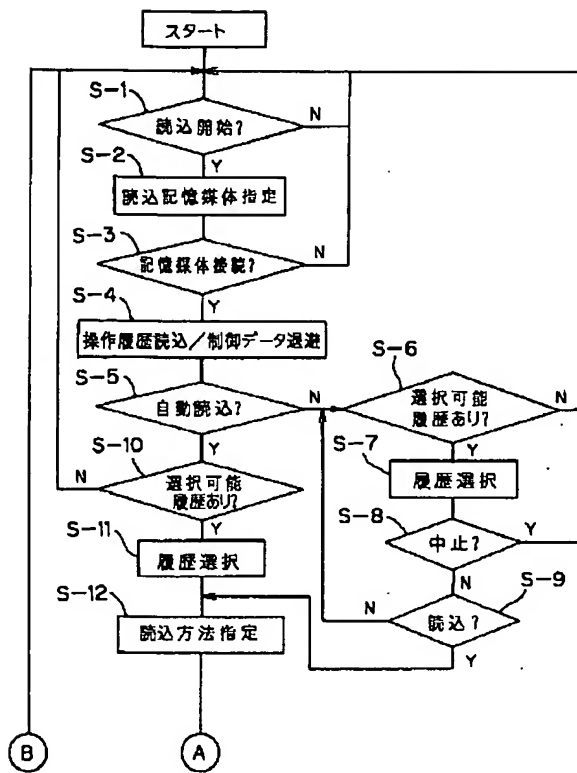 スタート
S-1
読込開始?
N
Y
S-2
読込記憶媒体指定
S-3
記憶媒体接続?
N
Y
S-4
操作履歴読込/制御データ退避
S-5
自動読込?
N
Y
S-6
選択可能
履歴あり?
N
Y
S-7
履歴選択
S-8
中止?
Y
N
S-9
読込?
N
Y
S-10
選択可能
履歴あり?
N
Y
S-11
履歴選択
S-12
読込方法指定
B
A